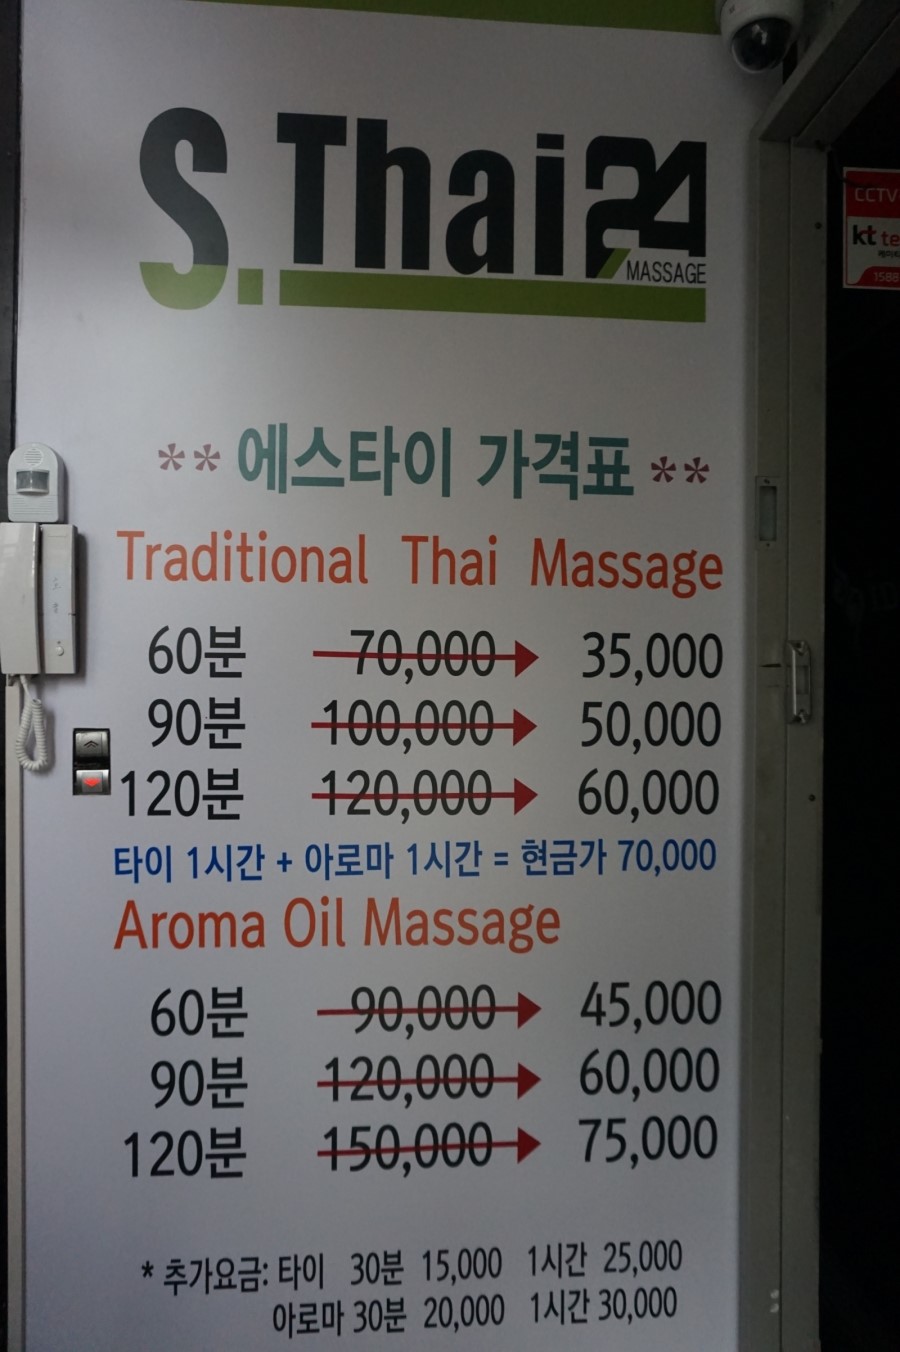 S.Thai 24
MASSAGE
CCTV
kt te
1588
** 에스타이 가격표 **
Traditional Thai Massage
60분 70,000 35,000
90분 100,000 50,000
120분 120,000 60,000
타이 1시간 + 아로마 1시간 = 현금가 70,000
Aroma Oil Massage
60분 90,000 45,000
90분 120,000 60,000
120분 150,000 75,000
* 추가요금: 타이 30분 15,000 1시간 25,000
아로마 30분 20,000 1시간 30,000